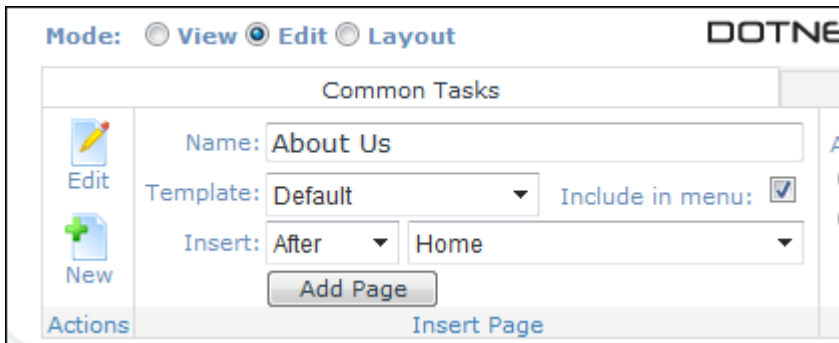 Mode: View Edit Layout
DOTNE
Common Tasks
Edit
New
Actions
Name: About Us
Template: Default Include in menu:
Insert: After Home
Add Page
Insert Page